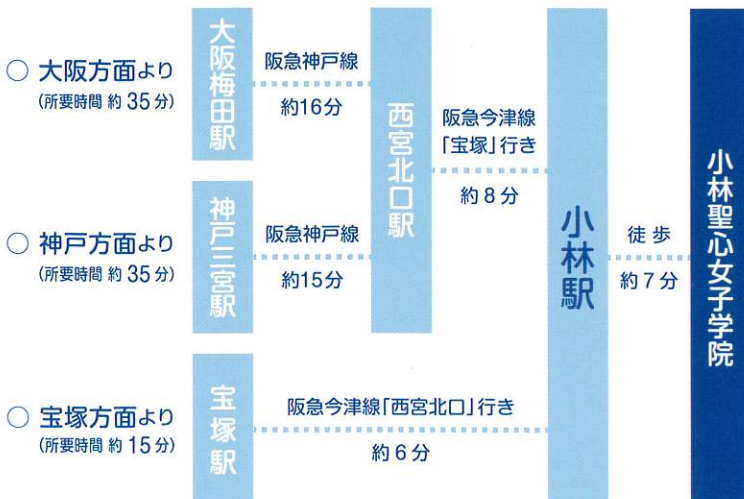 ○ 大阪方面より
(所要時間 約35分)
大阪梅田駅
阪急神戸線
約16分
西宮北口駅
阪急今津線
「宝塚」行き
約8分
小林駅
徒歩
約7分
小林聖心女子学院
○ 神戸方面より
(所要時間 約35分)
神戸三宮駅
阪急神戸線
約15分
○ 宝塚方面より
(所要時間 約15分)
宝塚駅
阪急今津線「西宮北口」行き
約6分